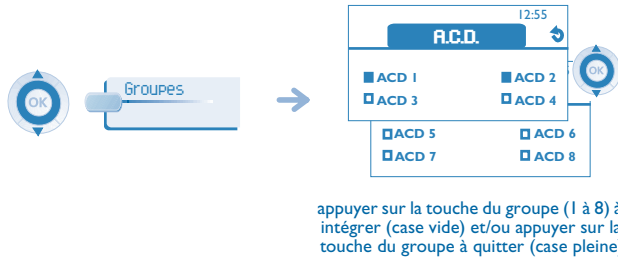 12:55
A.C.D.
OK
Groupes
OK
ACD 1 ACD 2
ACD 3 ACD 4
ACD 5 ACD 6
ACD 7 ACD 8
appuyer sur la touche du groupe (1 à 8) à
intégrer (case vide) et/ou appuyer sur la
touche du groupe à quitter (case pleine)